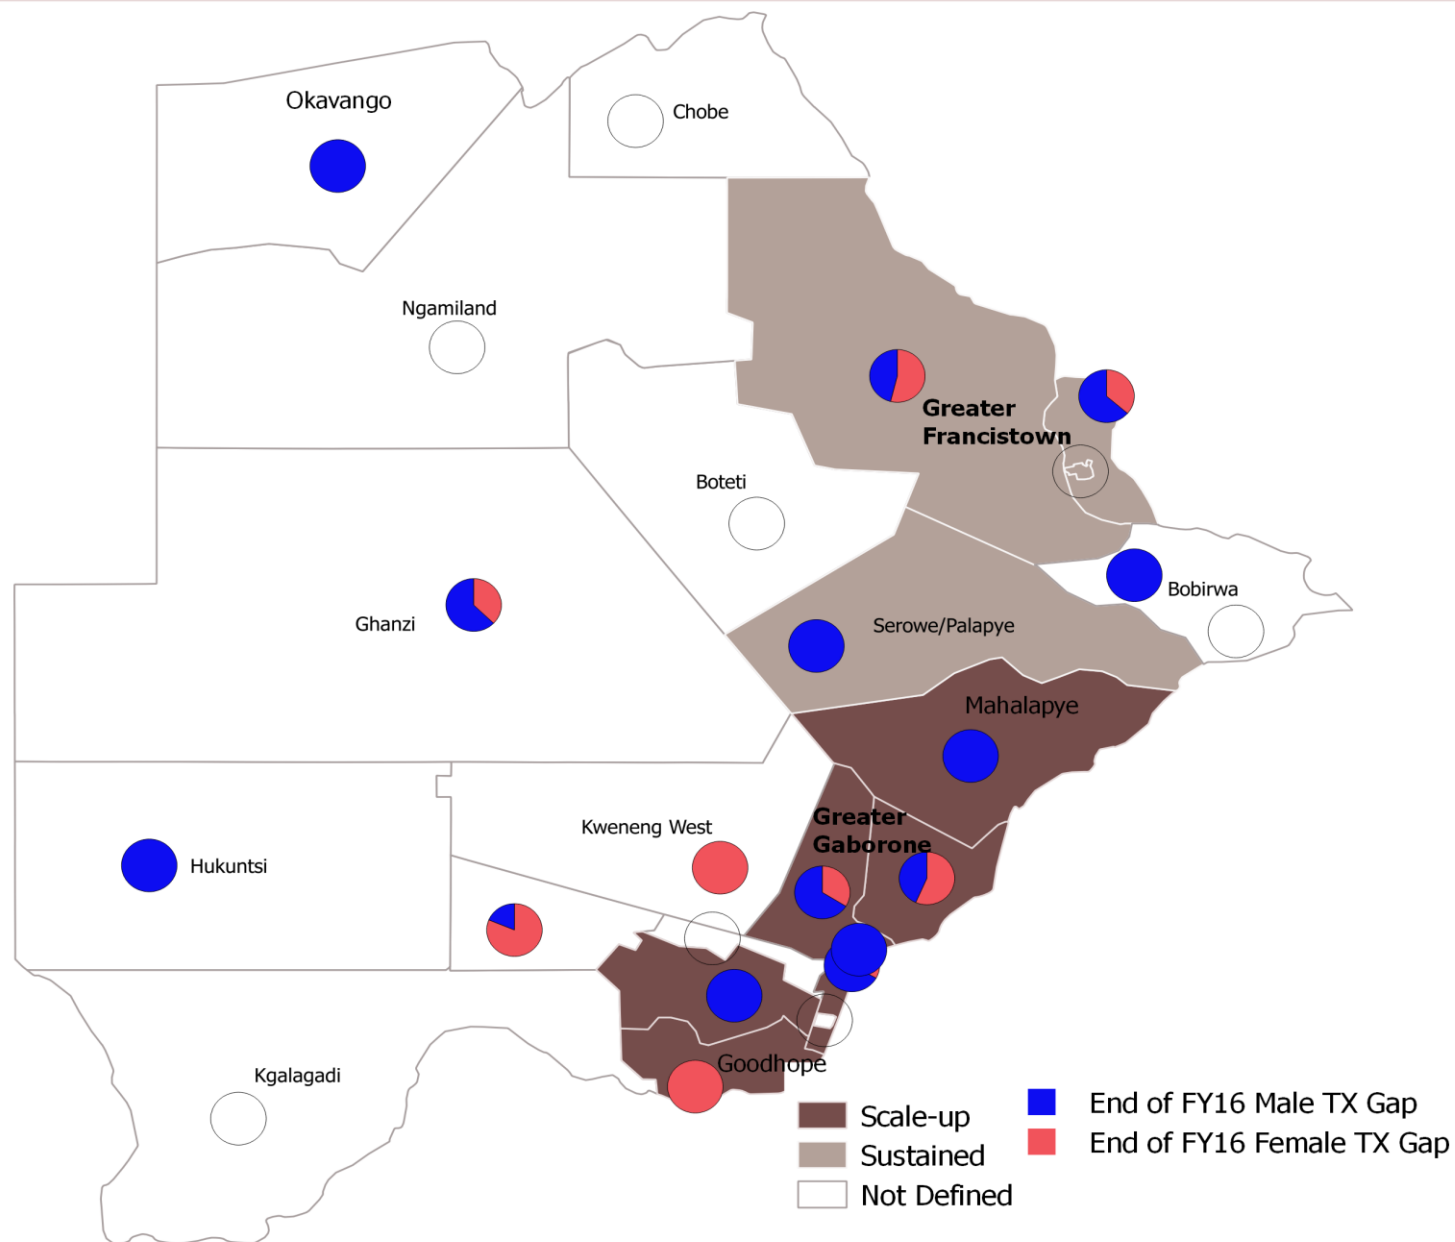 Okavango
Chobe
Ngamiland
Greater
Francistown
Boteti
Bobirwa
Ghanzi
Serowe/Palapye
Mahalapye
Greater
Gaborone
Kweneng West
Hukuntsi
Goodhope
Kgalagadi
Scale-up
Sustained
Not Defined
End of FY16 Male TX Gap
End of FY16 Female TX Gap